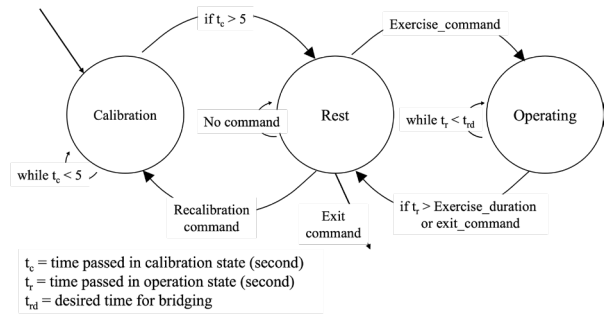 if t_c > 5
Exercise_command
Calibration
Rest
Operating
No command
while t_r < t_rd
while t_c < 5
Recalibration
command
Exit
command
if t_r > Exercise_duration
or exit_command
t_c = time passed in calibration state (second)
t_r = time passed in operation state (second)
t_rd = desired time for bridging